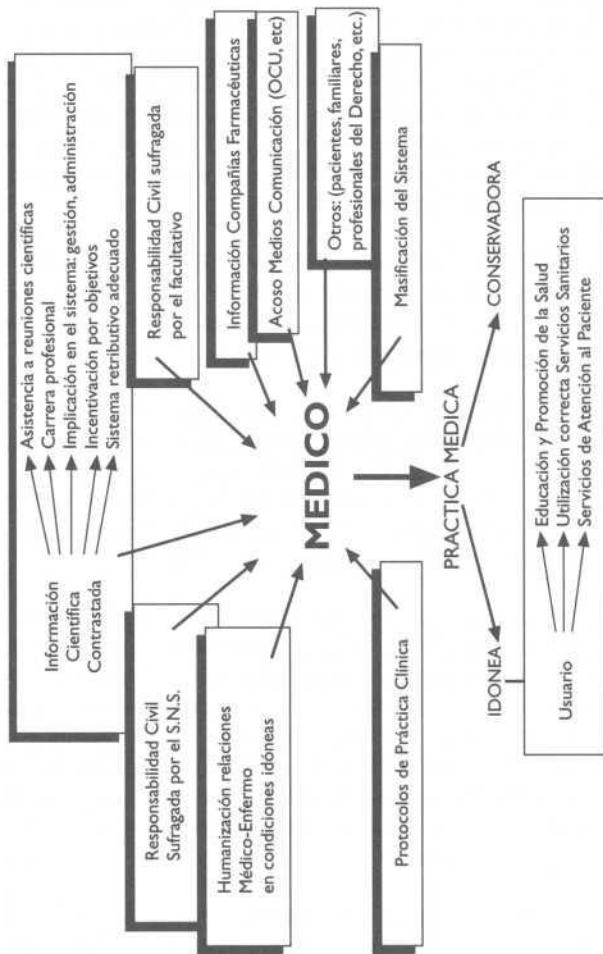 Información
Científica
Contrastada
Asistencia a reuniones científicas
Carrera profesional
Implicación en el sistema: gestión, administración
Incentivación por objetivos
Sistema retributivo adecuado
Responsabilidad Civil
Sufragada por el S.N.S.
Responsabilidad Civil sufragada
por el facultativo
Humanización relaciones
Médico-Enfermo
en condiciones idóneas
Información Compañías Farmacéuticas
Acoso Medios Comunicación (OCU, etc)
MEDICO
Otros: (pacientes, familiares,
profesionales del Derecho, etc.)
Protocolos de Práctica Clínica
Masificación del Sistema
PRACTICA MEDICA
IDONEA
CONSERVADORA
Usuario
Educación y Promoción de la Salud
Utilización correcta Servicios Sanitarios
Servicios de Atención al Paciente